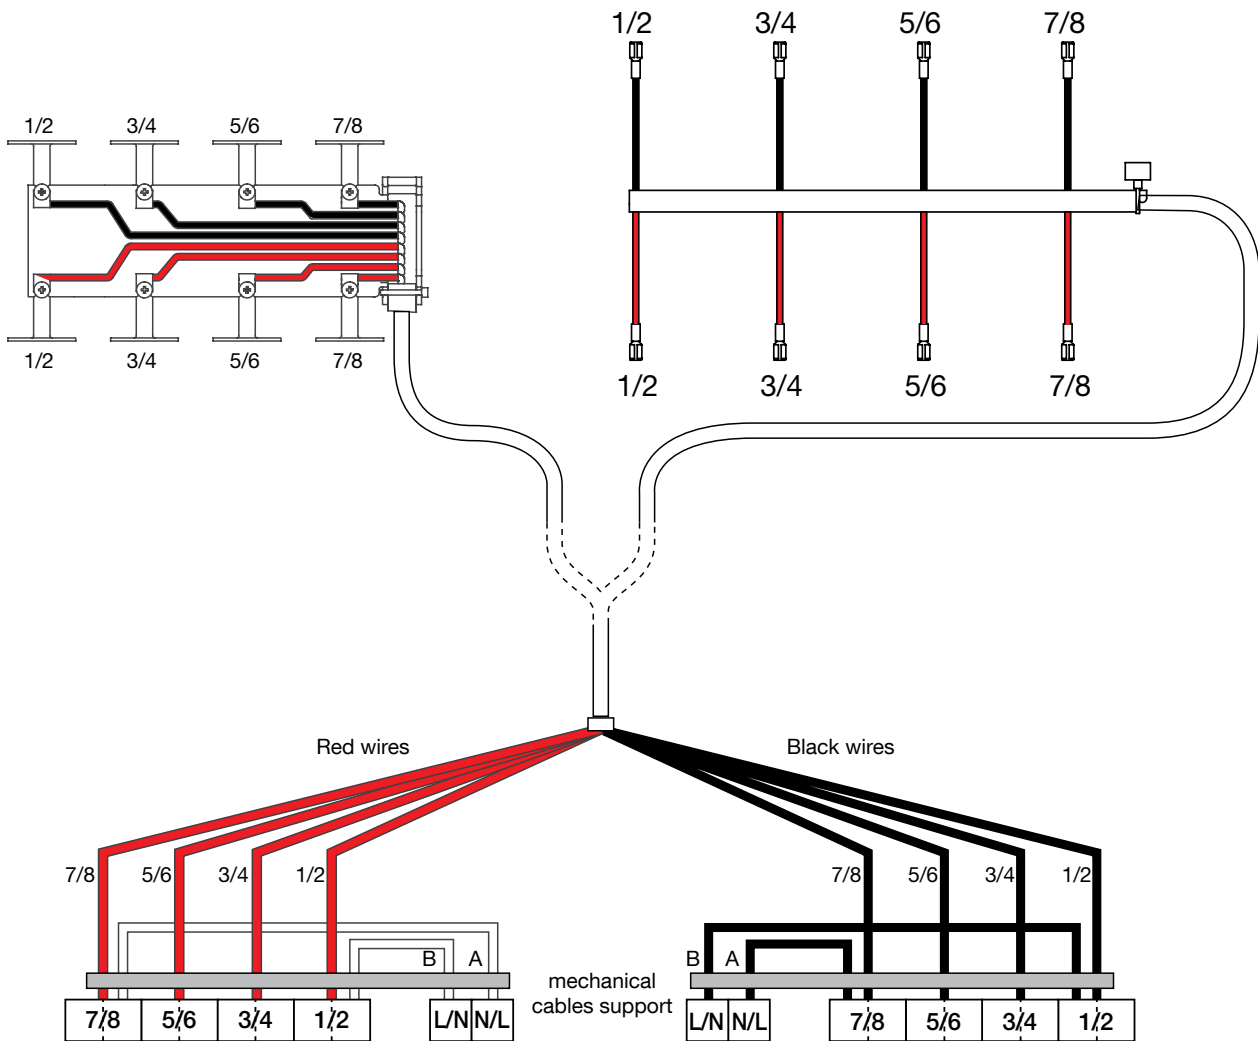 1/2 3/4 5/6 7/8
1/2 3/4 5/6 7/8
1/2 3/4 5/6 7/8
1/2 3/4 5/6 7/8
Red wires Black wires
7/8 5/6 3/4 1/2 7/8 5/6 3/4 1/2
B A B A
mechanical
cables support
7/8 5/6 3/4 1/2 L/N N/L L/N N/L 7/8 5/6 3/4 1/2